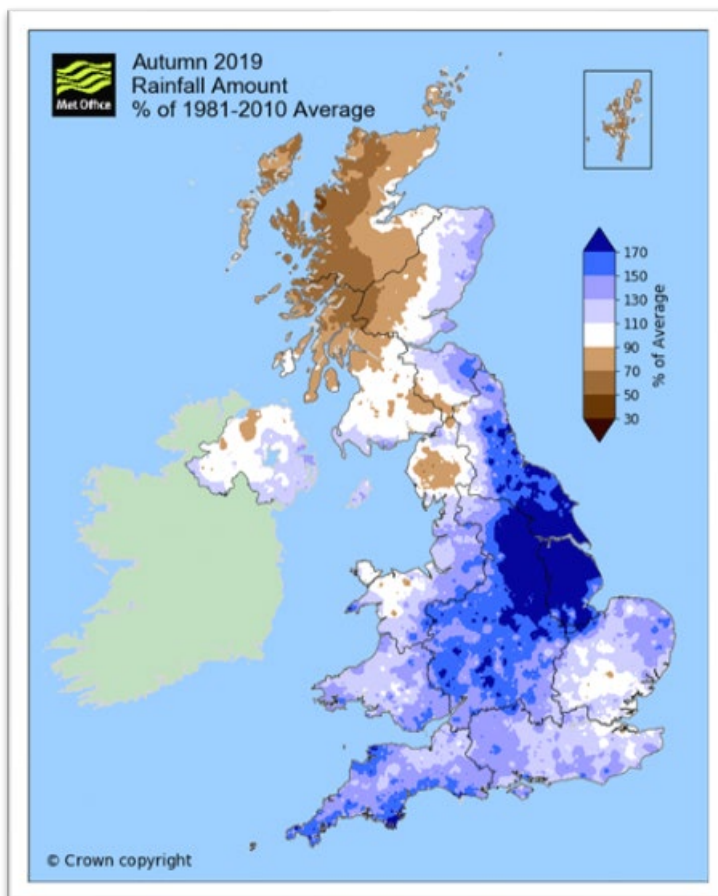 Met Office
Autumn 2019
Rainfall Amount
% of 1981-2010 Average
170
150
130
110
90
70
50
30
% of Average
© Crown copyright